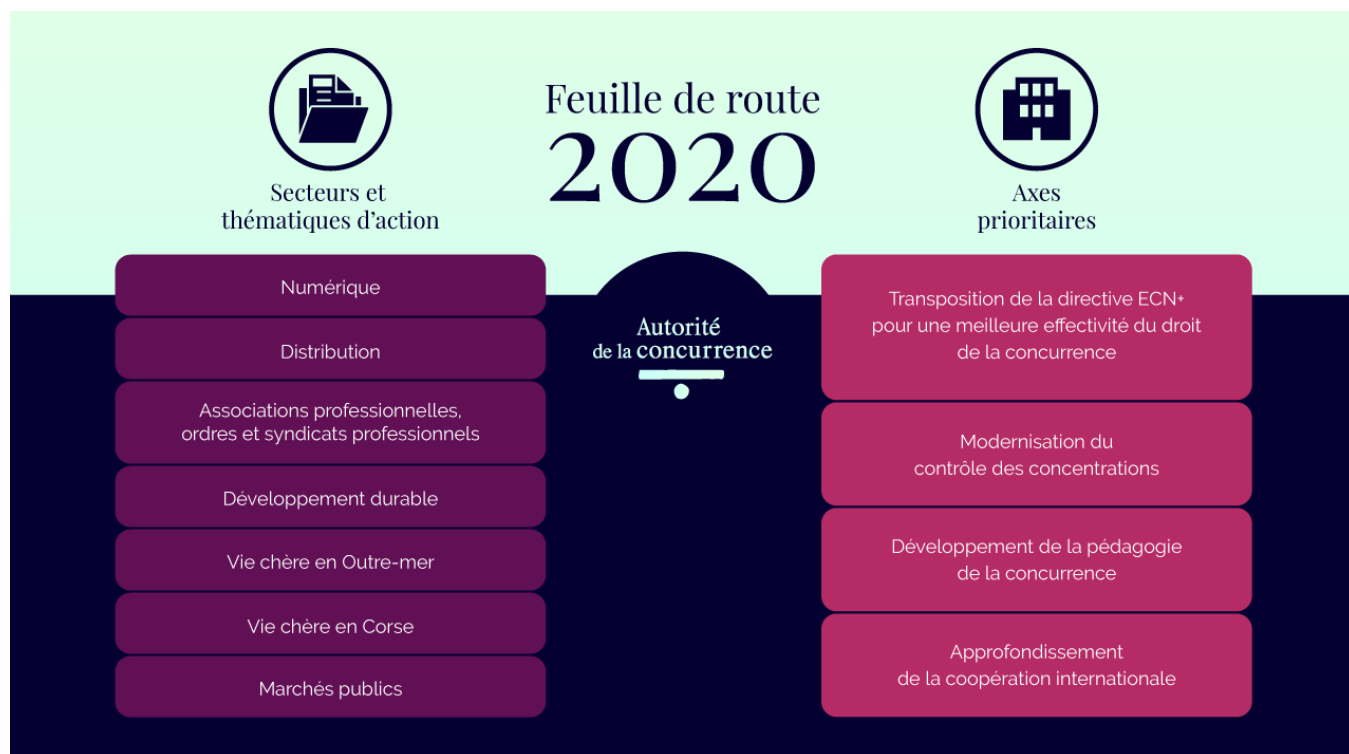 Feuille de route
2020
Secteurs et
thématiques d’action
Numérique
Distribution
Associations professionnelles,
ordres et syndicats professionnels
Développement durable
Vie chère en Outre-mer
Vie chère en Corse
Marchés publics
Autorité
de la concurrence
Axes
prioritaires
Transposition de la directive ECN+
pour une meilleure effectivité du droit
de la concurrence
Modernisation du
contrôle des concentrations
Développement de la pédagogie
de la concurrence
Approfondissement
de la coopération internationale